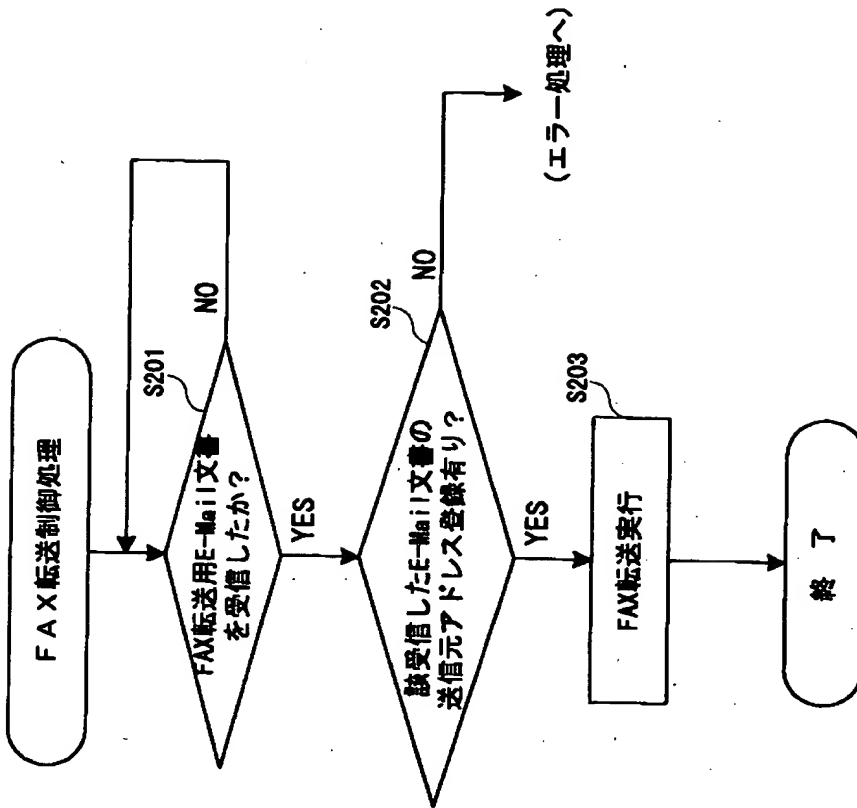 FAX転送制御処理
S201
FAX転送用E-Mail文書
を受信したか?
NO
YES
S202
該受信したE-Mail文書の
送信元アドレス登録有り?
NO
(エラー処理へ)
YES
S203
FAX転送実行
終了